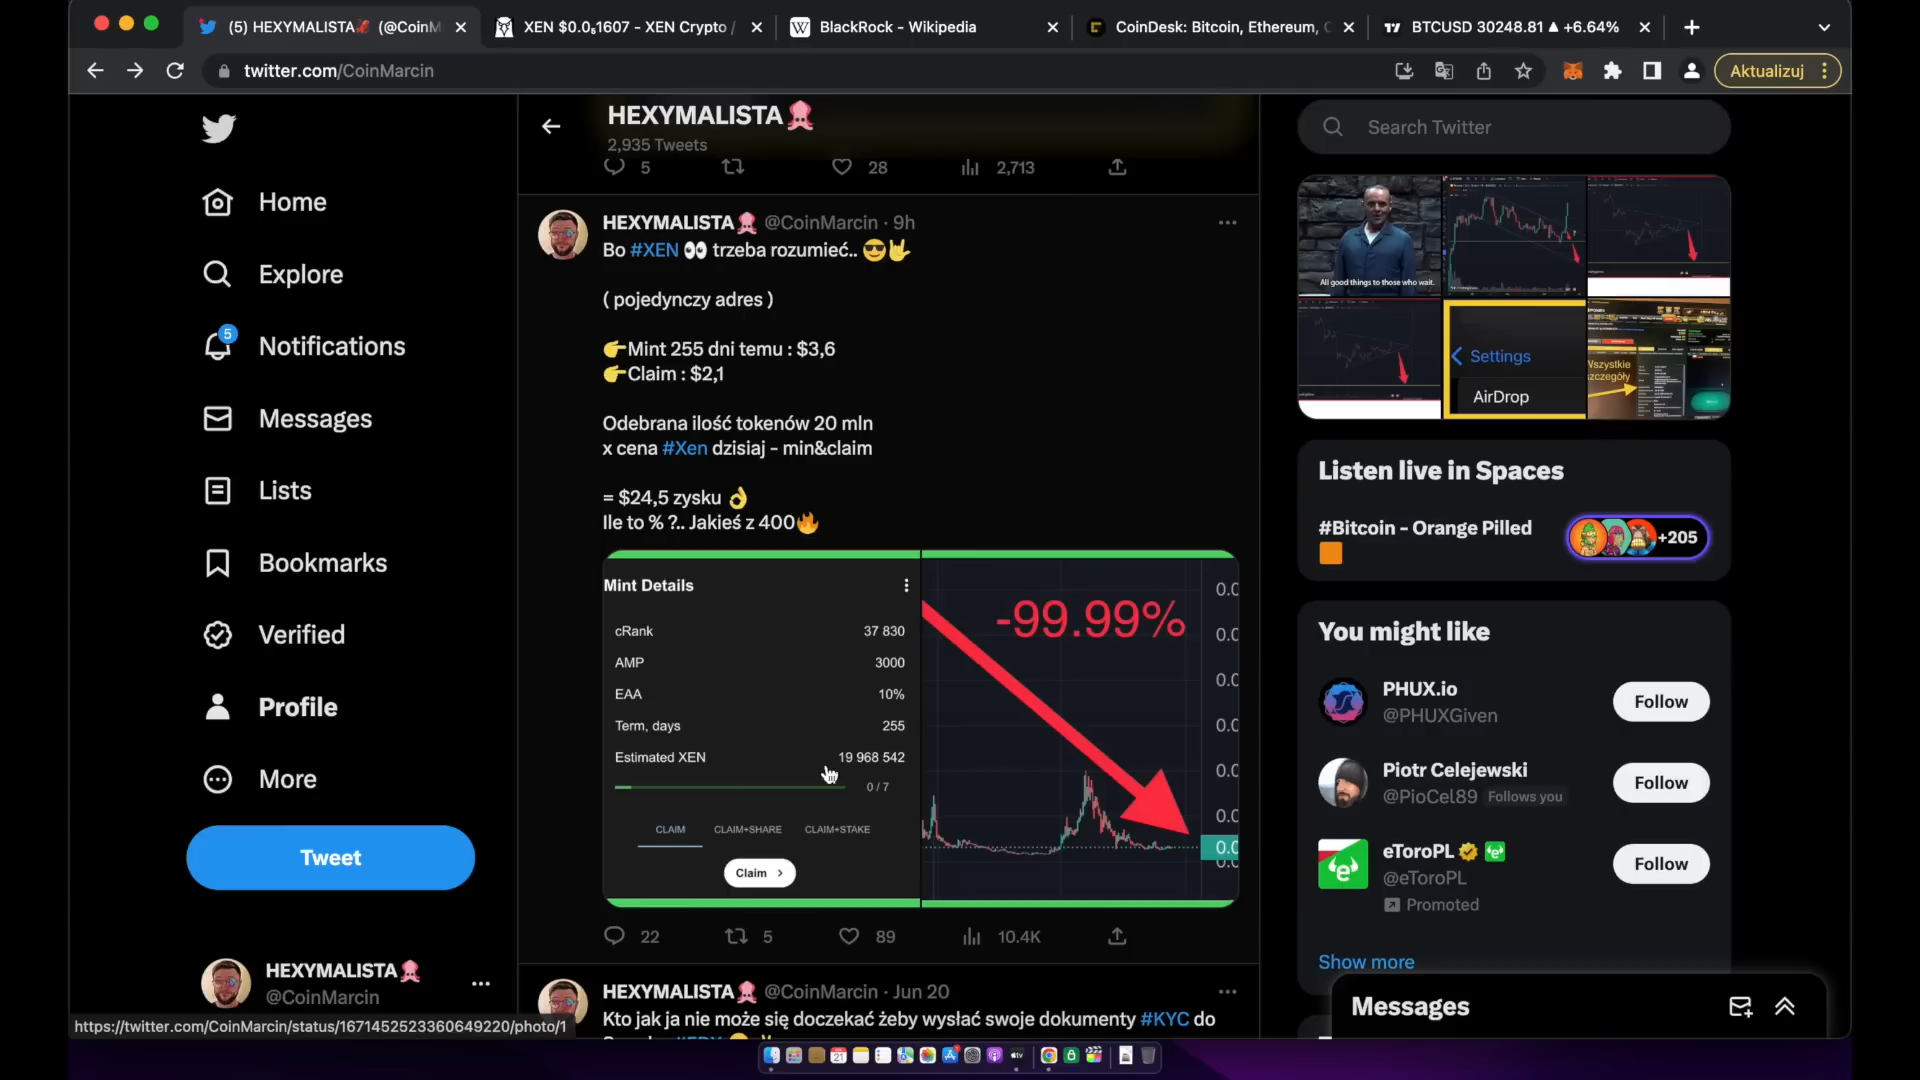 (5) HEXYMALISTA (@CoinM
XEN $0.0₅1607 - XEN Crypto /
BlackRock - Wikipedia
CoinDesk: Bitcoin, Ethereum, C
BTCUSD 30248.81 ▲ +6.64%
twitter.com/CoinMarcin
Aktualizuj
HEXYMALISTA
2,935 Tweets
5
28
2,713
Search Twitter
Home
Explore
5
Notifications
Messages
Lists
Bookmarks
Verified
Profile
More
Tweet
HEXYMALISTA
@CoinMarcin
HEXYMALISTA @CoinMarcin · 9h
Bo #XEN 👀 trzeba rozumieć.. 😎🤟
( pojedynczy adres )
👉Mint 255 dni temu : $3,6
👉Claim : $2,1
Odebrana ilość tokenów 20 mln
x cena #Xen dzisiaj - min&claim
= $24,5 zysku 👌
Ile to % ?.. Jakieś z 400🔥
Mint Details
cRank 37 830
AMP 3000
EAA 10%
Term, days 255
Estimated XEN 19 968 542
0 / 7
CLAIM CLAIM+SHARE CLAIM+STAKE
Claim >
-99.99%
22
5
89
10.4K
HEXYMALISTA @CoinMarcin · Jun 20
Kto jak ja nie może się doczekać żeby wysłać swoje dokumenty #KYC do
All good things to those who wait.
Settings
AirDrop
Wszystkie
szczegóły
Listen live in Spaces
#Bitcoin - Orange Pilled
+205
You might like
PHUX.io
@PHUXGiven
Follow
Piotr Celejewski
@PioCel89 Follows you
Follow
eToroPL
@eToroPL
Promoted
Follow
Show more
Messages
https://twitter.com/CoinMarcin/status/1671452523360649220/photo/1
21